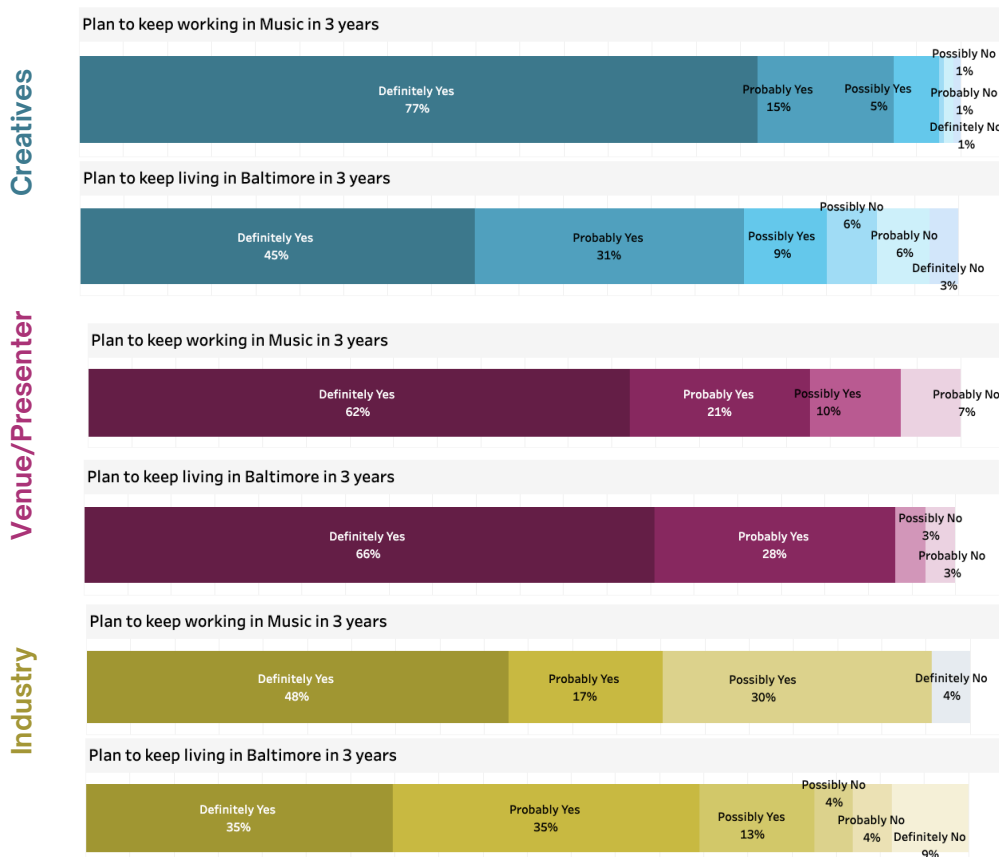 Creatives
Plan to keep working in Music in 3 years
Definitely Yes
77%
Probably Yes
15%
Possibly Yes
5%
Possibly No
1%
Probably No
1%
Definitely No
1%
Plan to keep living in Baltimore in 3 years
Definitely Yes
45%
Probably Yes
31%
Possibly Yes
9%
Possibly No
6%
Probably No
6%
Definitely No
3%
Venue/Presenter
Plan to keep working in Music in 3 years
Definitely Yes
62%
Probably Yes
21%
Possibly Yes
10%
Probably No
7%
Plan to keep living in Baltimore in 3 years
Definitely Yes
66%
Probably Yes
28%
Possibly No
3%
Probably No
3%
Industry
Plan to keep working in Music in 3 years
Definitely Yes
48%
Probably Yes
17%
Possibly Yes
30%
Definitely No
4%
Plan to keep living in Baltimore in 3 years
Definitely Yes
35%
Probably Yes
35%
Possibly Yes
13%
Possibly No
4%
Probably No
4%
Definitely No
9%